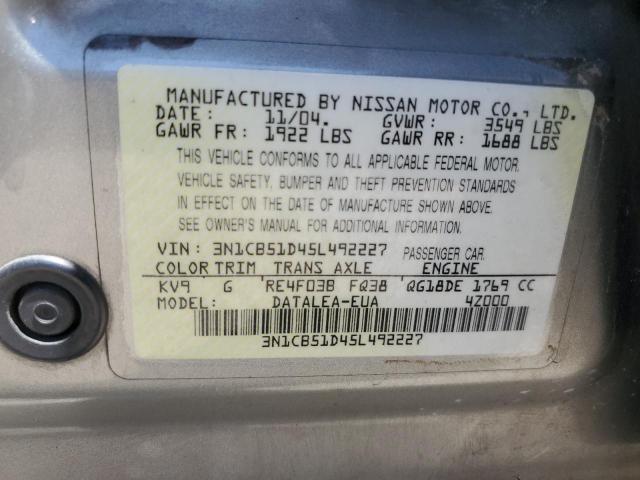 MANUFACTURED BY NISSAN MOTOR CO., LTD.
DATE: 11/04. GVWR: 3549 LBS
GAWR FR: 1922 LBS GAWR RR: 1688 LBS
THIS VEHICLE CONFORMS TO ALL APPLICABLE FEDERAL MOTOR
VEHICLE SAFETY, BUMPER AND THEFT PREVENTION STANDARDS
IN EFFECT ON THE DATE OF MANUFACTURE SHOWN ABOVE.
SEE OWNER'S MANUAL FOR ADDITIONAL INFORMATION.
VIN: 3N1CB51D45L492227 PASSENGER CAR.
COLOR TRIM TRANS AXLE ENGINE
KV9 G RE4F03B FQ38 QG18DE 1769 CC
MODEL: DATALEA-EUA 4Z000
3N1CB51D45L492227